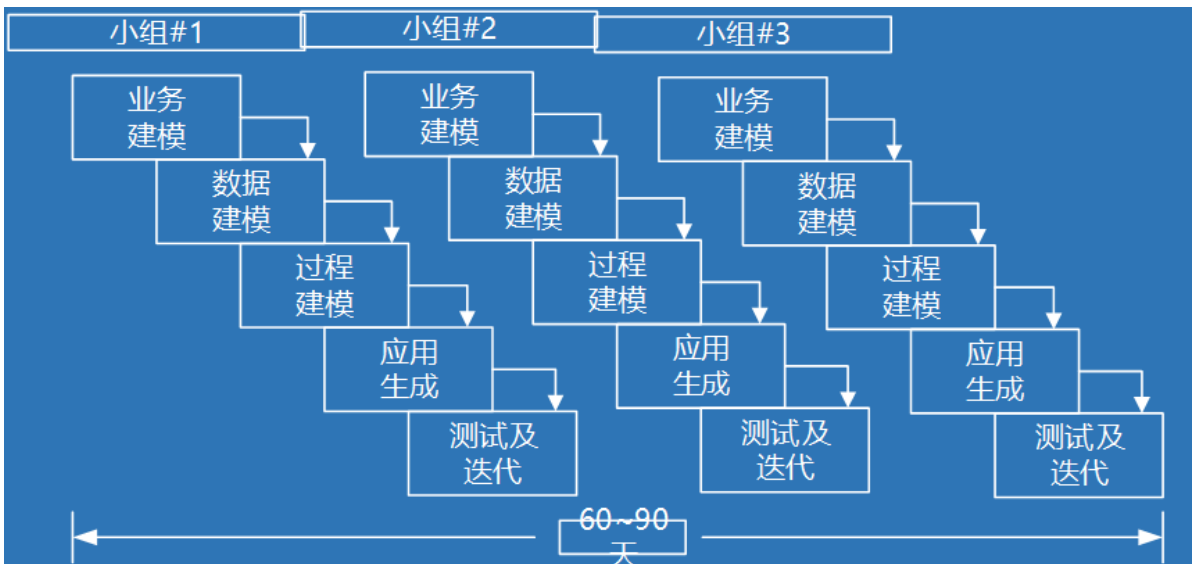 小组#1
小组#2
小组#3
业务
建模
数据
建模
过程
建模
应用
生成
测试及
迭代
业务
建模
数据
建模
过程
建模
应用
生成
测试及
迭代
业务
建模
数据
建模
过程
建模
应用
生成
测试及
迭代
60~90
天